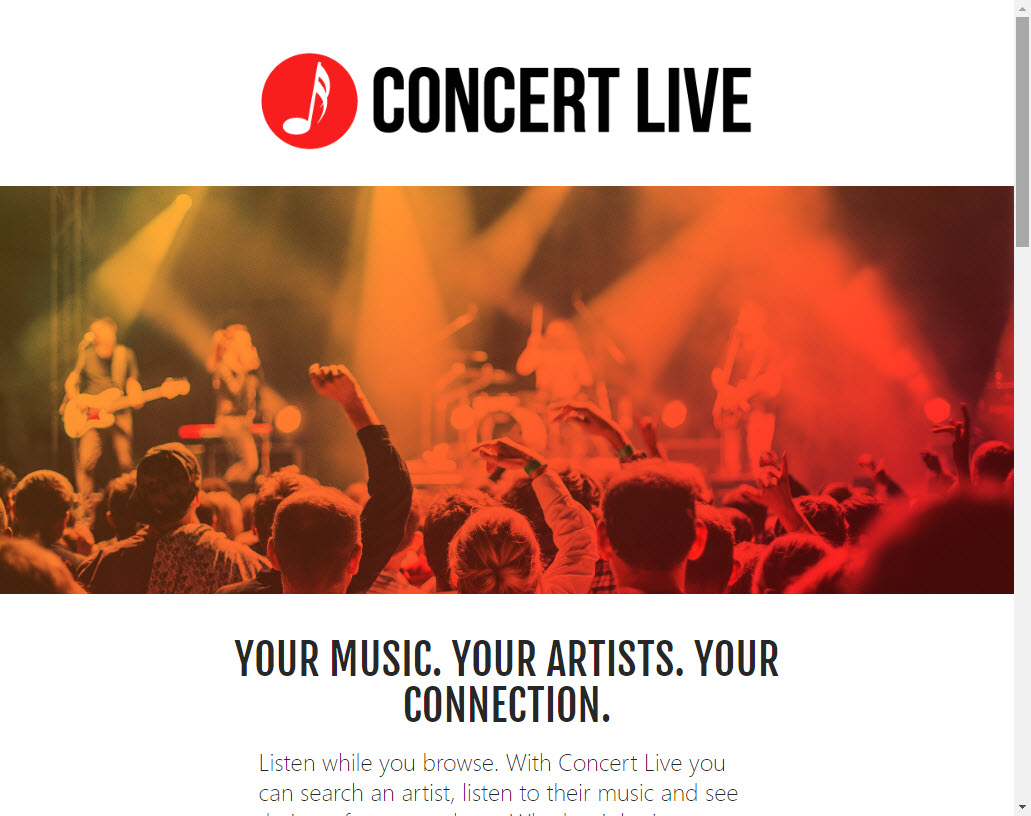 CONCERT LIVE
YOUR MUSIC. YOUR ARTISTS. YOUR
CONNECTION.
Listen while you browse. With Concert Live you
can search an artist, listen to their music and see